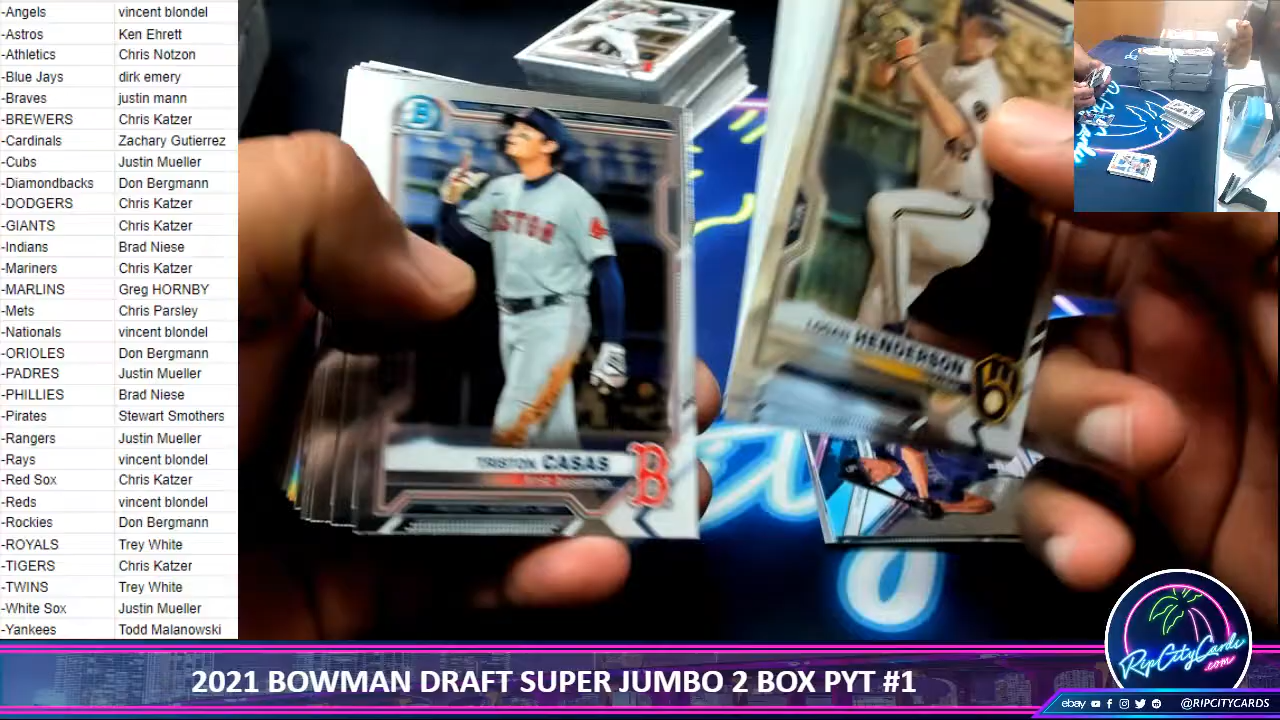 -Angels vincent blondel
-Astros Ken Ehrett
-Athletics Chris Notzon
-Blue Jays dirk emery
-Braves justin mann
-BREWERS Chris Katzer
-Cardinals Zachary Gutierrez
-Cubs Justin Mueller
-Diamondbacks Don Bergmann
-DODGERS Chris Katzer
-GIANTS Chris Katzer
-Indians Brad Niese
-Mariners Chris Katzer
-MARLINS Greg HORNBY
-Mets Chris Parsley
-Nationals vincent blondel
-ORIOLES Don Bergmann
-PADRES Justin Mueller
-PHILLIES Brad Niese
-Pirates Stewart Smothers
-Rangers Justin Mueller
-Rays vincent blondel
-Red Sox Chris Katzer
-Reds vincent blondel
-Rockies Don Bergmann
-ROYALS Trey White
-TIGERS Chris Katzer
-TWINS Trey White
-White Sox Justin Mueller
-Yankees Todd Malanowski
B
TRISTON CASAS
B
LOGAN HENDERSON
RipCityCards
.com
2021 BOWMAN DRAFT SUPER JUMBO 2 BOX PYT #1
ebay @RIPCITYCARDS